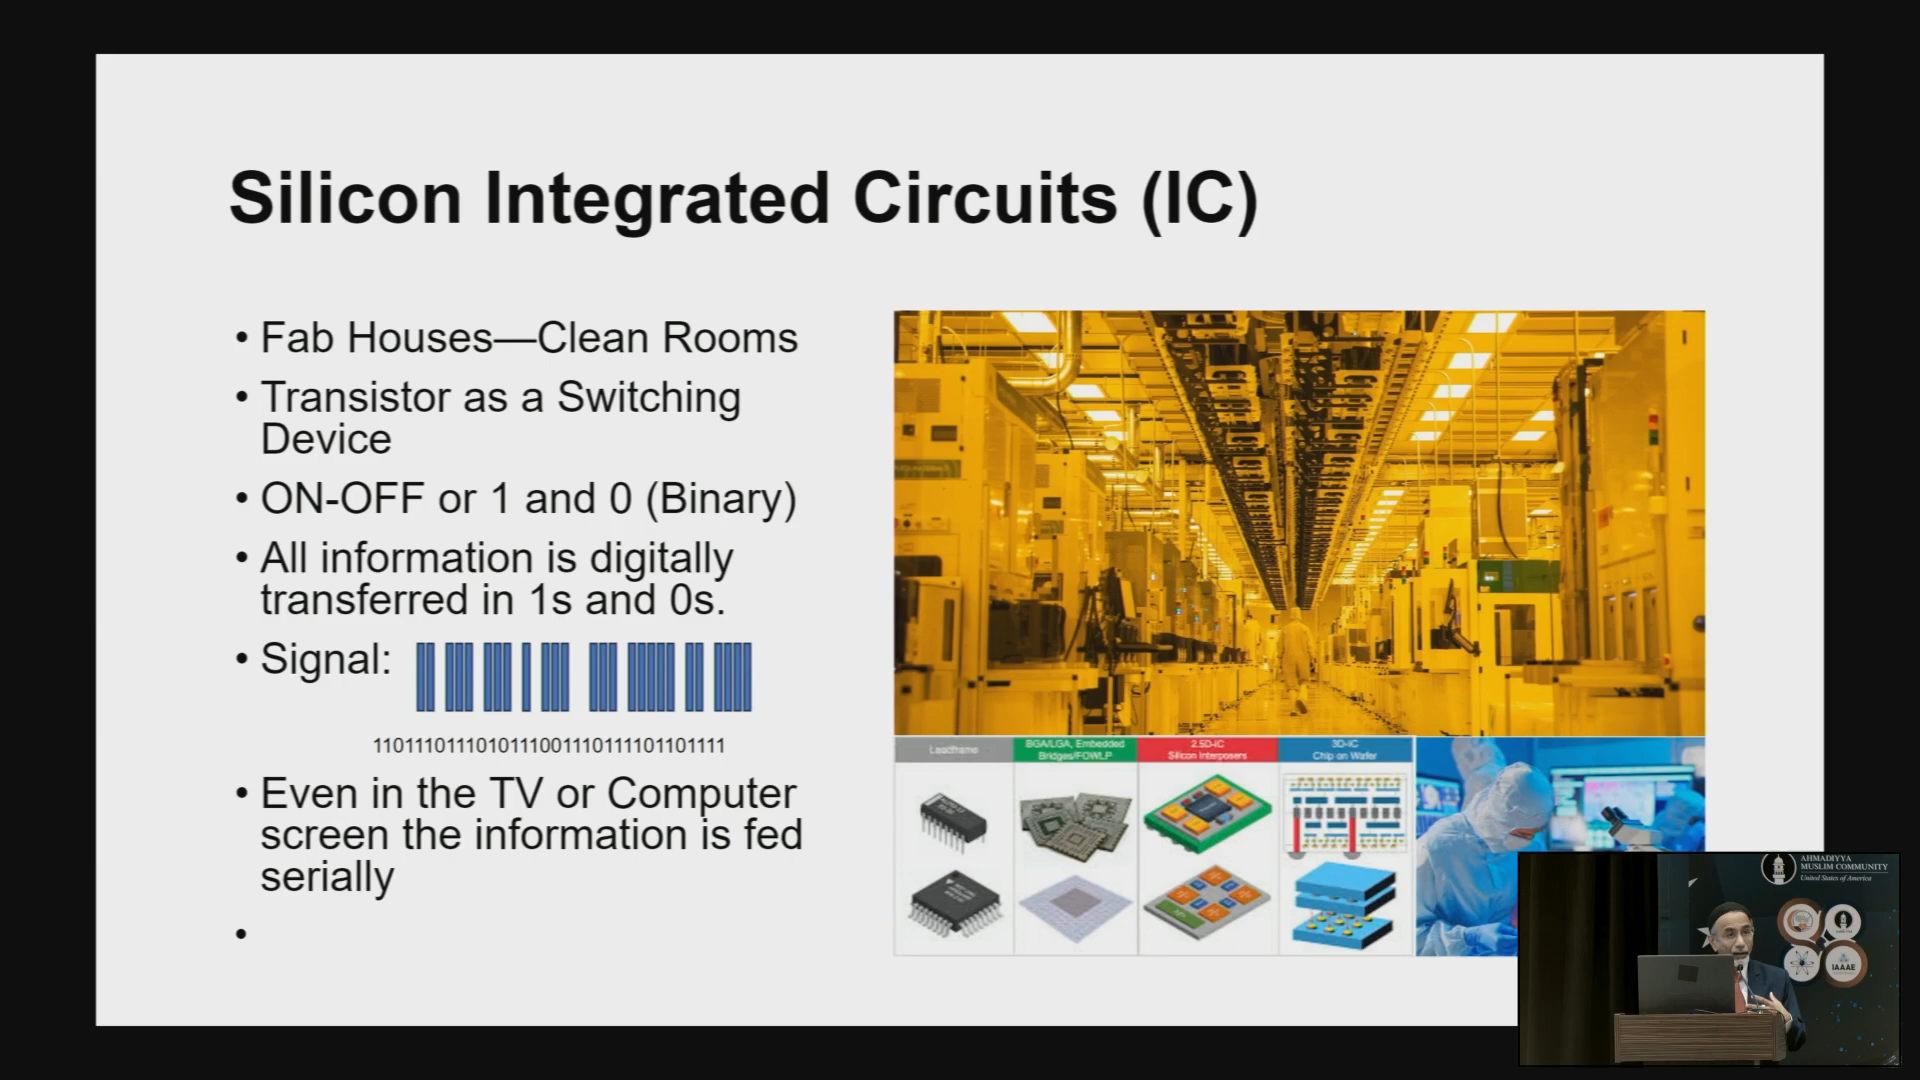 Silicon Integrated Circuits (IC)
• Fab Houses—Clean Rooms
• Transistor as a Switching
Device
• ON-OFF or 1 and 0 (Binary)
• All information is digitally
transferred in 1s and 0s.
• Signal:
1101110111010111001110111101101111
• Even in the TV or Computer
screen the information is fed
serially
•
Leadframe
BGA/LGA, Embedded
Bridges/FOWLP
2.5D-IC
Silicon Interposers
3D-IC
Chip on Wafer
AHMADIYYA
MUSLIM COMMUNITY
United States of America
IAAAE